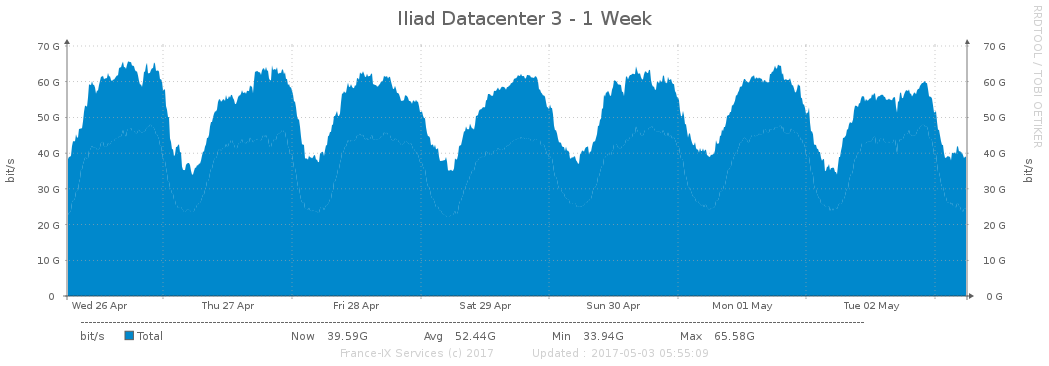 Iliad Datacenter 3 - 1 Week
RRDTOOL / TOBI OETIKER
70 G 70 G
60 G 60 G
50 G 50 G
40 G 40 G
30 G 30 G
20 G 20 G
10 G 10 G
0 0 G
bit/s bit/s
Wed 26 Apr Thu 27 Apr Fri 28 Apr Sat 29 Apr Sun 30 Apr Mon 01 May Tue 02 May
bit/s Total Now 39.59G Avg 52.44G Min 33.94G Max 65.58G
France-IX Services (c) 2017 Updated : 2017-05-03 05:55:09